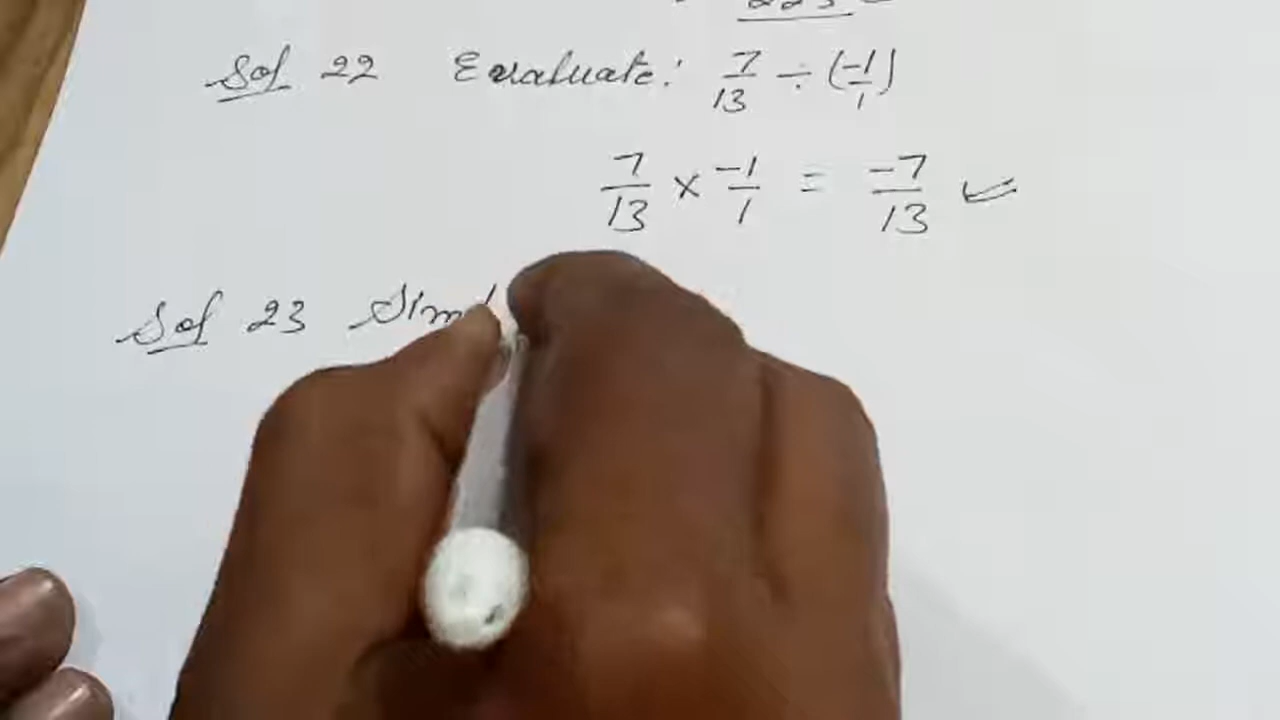 Sol 22 Evaluate: 7/13 ÷ (-1/1)
7/13 × -1/1 = -7/13 ✓
Sol 23